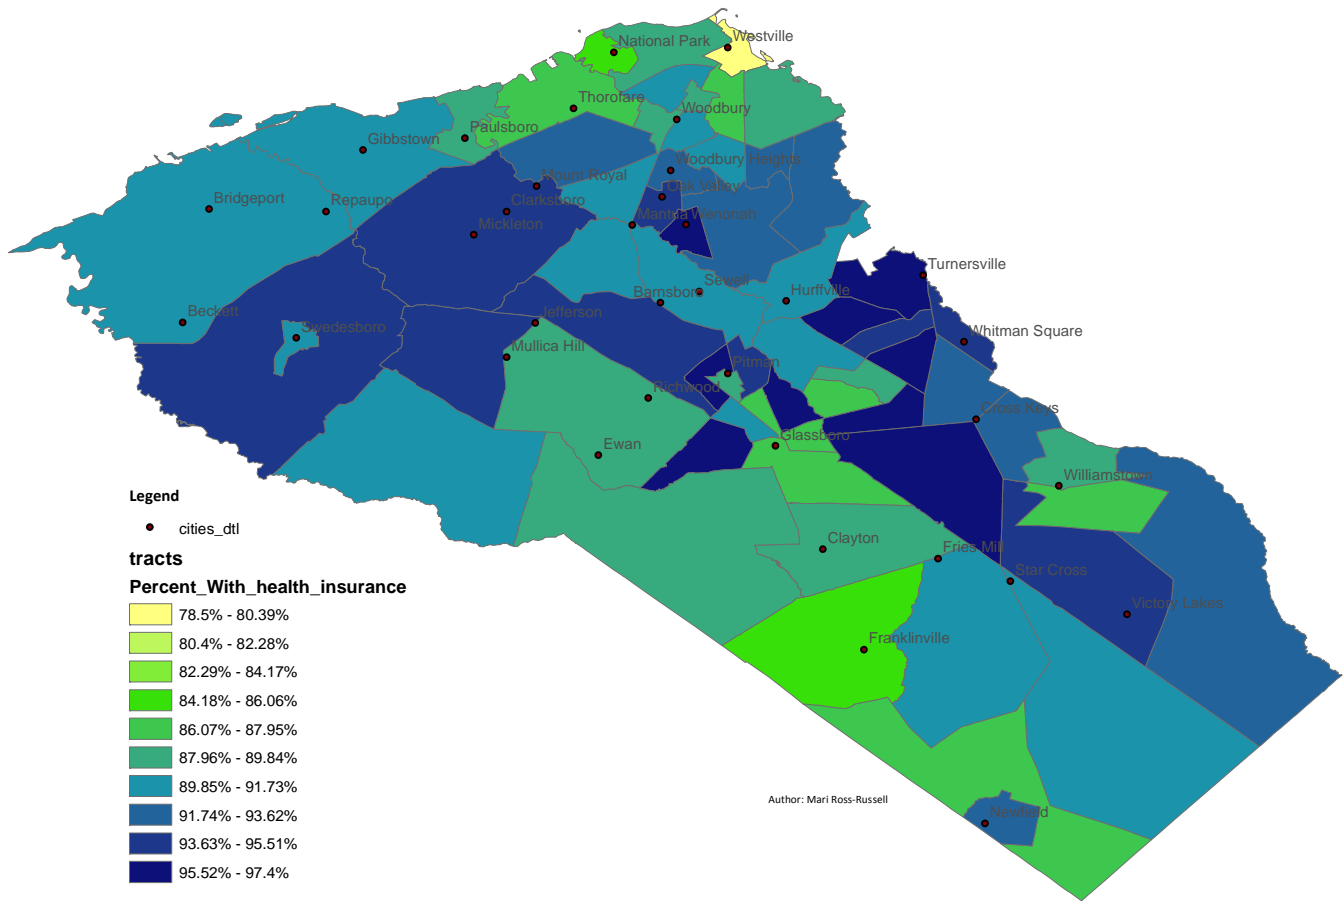 National Park
Westville
Thorofare
Woodbury
Paulsboro
Gibbstown
Woodbury Heights
Mount Royal
Oak Valley
Bridgeport
Repaupo
Clarksboro
Mantua
Wenonah
Mickleton
Turnersville
Sewell
Barnsboro
Hurffville
Beckett
Swedesboro
Jefferson
Whitman Square
Mullica Hill
Pitman
Richwood
Cross Keys
Glassboro
Ewan
Williamstown
Legend
cities_dtl
tracts
Percent_With_health_insurance
78.5% - 80.39%
80.4% - 82.28%
82.29% - 84.17%
84.18% - 86.06%
86.07% - 87.95%
87.96% - 89.84%
89.85% - 91.73%
91.74% - 93.62%
93.63% - 95.51%
95.52% - 97.4%
Clayton
Fries Mill
Star Cross
Victory Lakes
Franklinville
Author: Mari Ross-Russell
Newfield